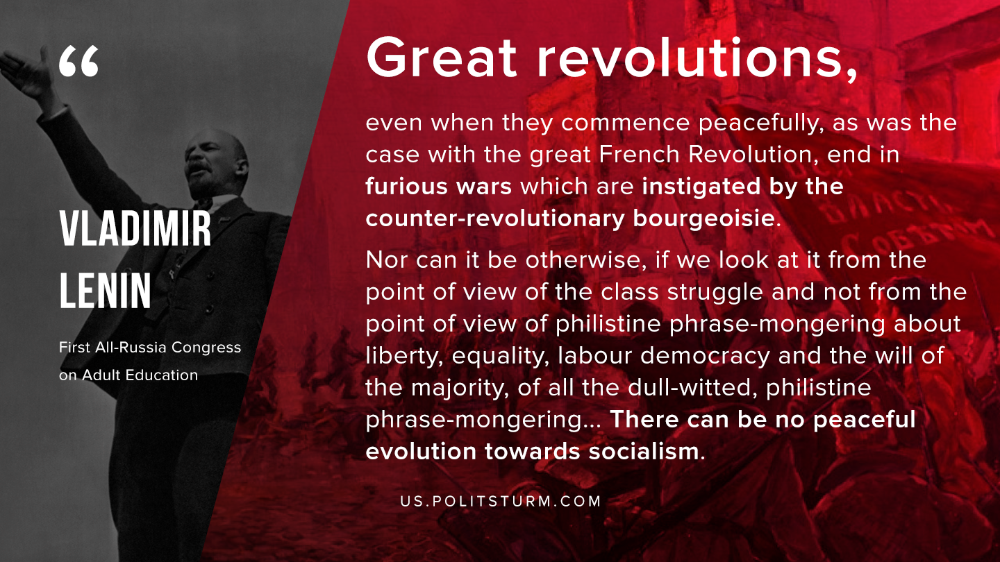 “
VLADIMIR
LENIN
First All-Russia Congress
on Adult Education
Great revolutions,
even when they commence peacefully, as was the
case with the great French Revolution, end in
furious wars which are instigated by the
counter-revolutionary bourgeoisie.
Nor can it be otherwise, if we look at it from the
point of view of the class struggle and not from the
point of view of philistine phrase-mongering about
liberty, equality, labour democracy and the will of
the majority, of all the dull-witted, philistine
phrase-mongering... There can be no peaceful
evolution towards socialism.
US.POLITSTURM.COM